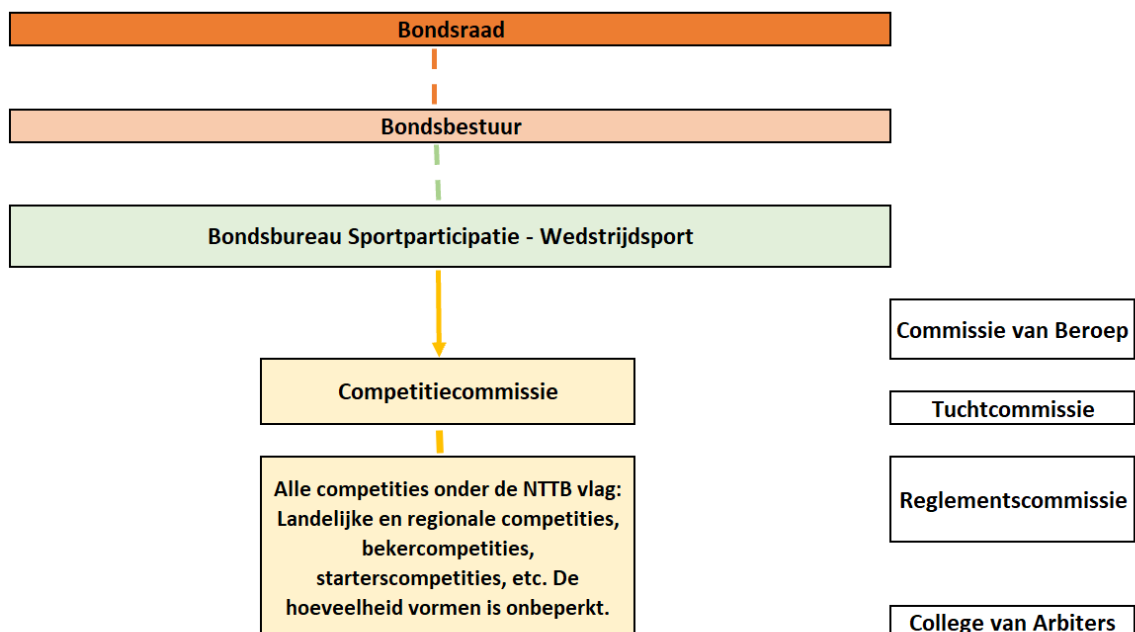 Bondsraad
Bondsbestuur
Bondsbureau Sportparticipatie - Wedstrijdsport
Commissie van Beroep
Competitiecommissie
Tuchtcommissie
Alle competities onder de NTTB vlag:
Landelijke en regionale competities,
bekercompetities,
starterscompetities, etc. De
hoeveelheid vormen is onbeperkt.
Reglementscommissie
College van Arbiters